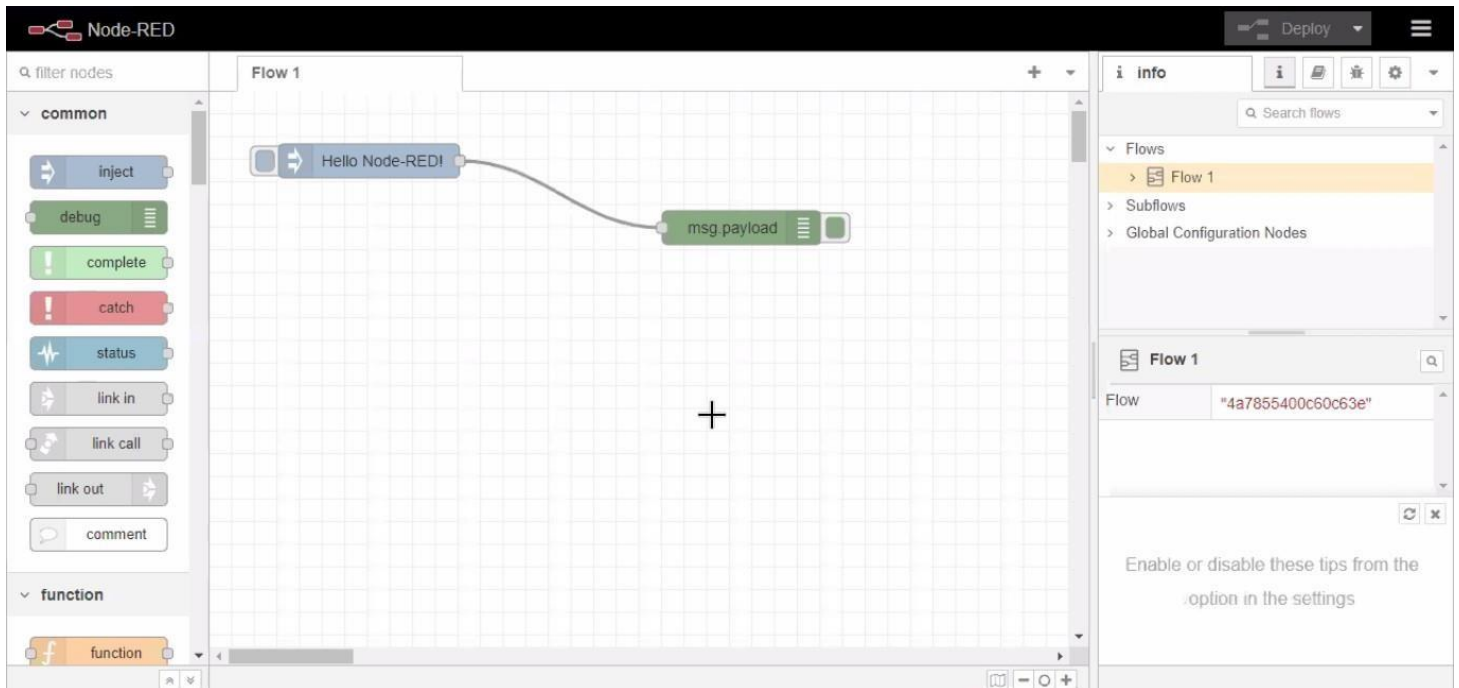 Node-RED
Deploy
filter nodes
Flow 1
i info
i
Search flows
common
inject
debug
complete
catch
status
link in
link call
link out
comment
function
function
Hello Node-RED!
msg.payload
Flows
Flow 1
Subflows
Global Configuration Nodes
Flow 1
Flow "4a7855400c60c63e"
Enable or disable these tips from the
option in the settings